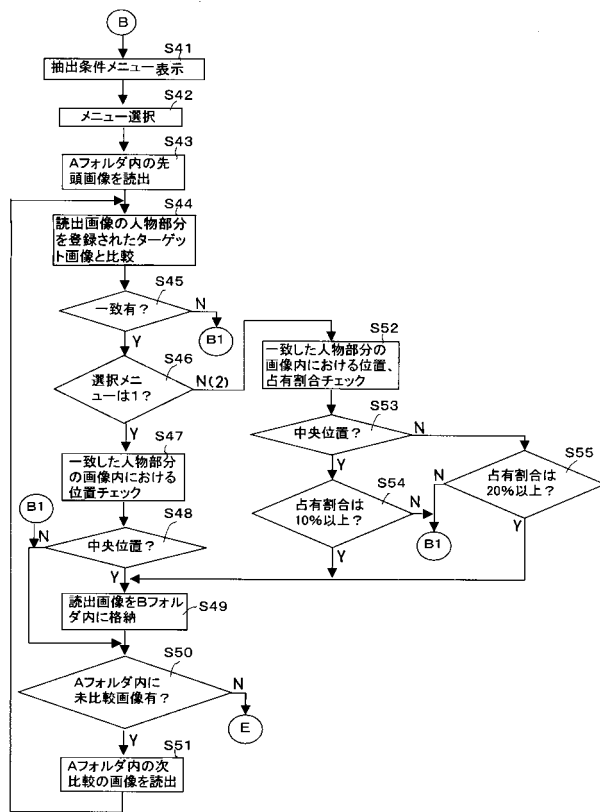 B
S41
抽出条件メニュー表示
S42
メニュー選択
S43
Aフォルダ内の先
頭画像を読出
S44
読出画像の人物部分
を登録されたターゲッ
ト画像と比較
S45
一致有?
N
B1
Y
S46
選択メニ
ューは1?
N(2)
Y
S47
一致した人物部分
の画像内における
位置チェック
B1
S48
中央位置?
N
Y
S49
読出画像をBフォル
ダ内に格納
S50
Aフォルダ内に
未比較画像有?
N
E
Y
S51
Aフォルダ内の次
比較の画像を読出
S52
一致した人物部分の
画像内における位置、
占有割合チェック
S53
中央位置?
N
Y
S54
占有割合は
10%以上?
N
B1
Y
S55
占有割合は
20%以上?
N
Y